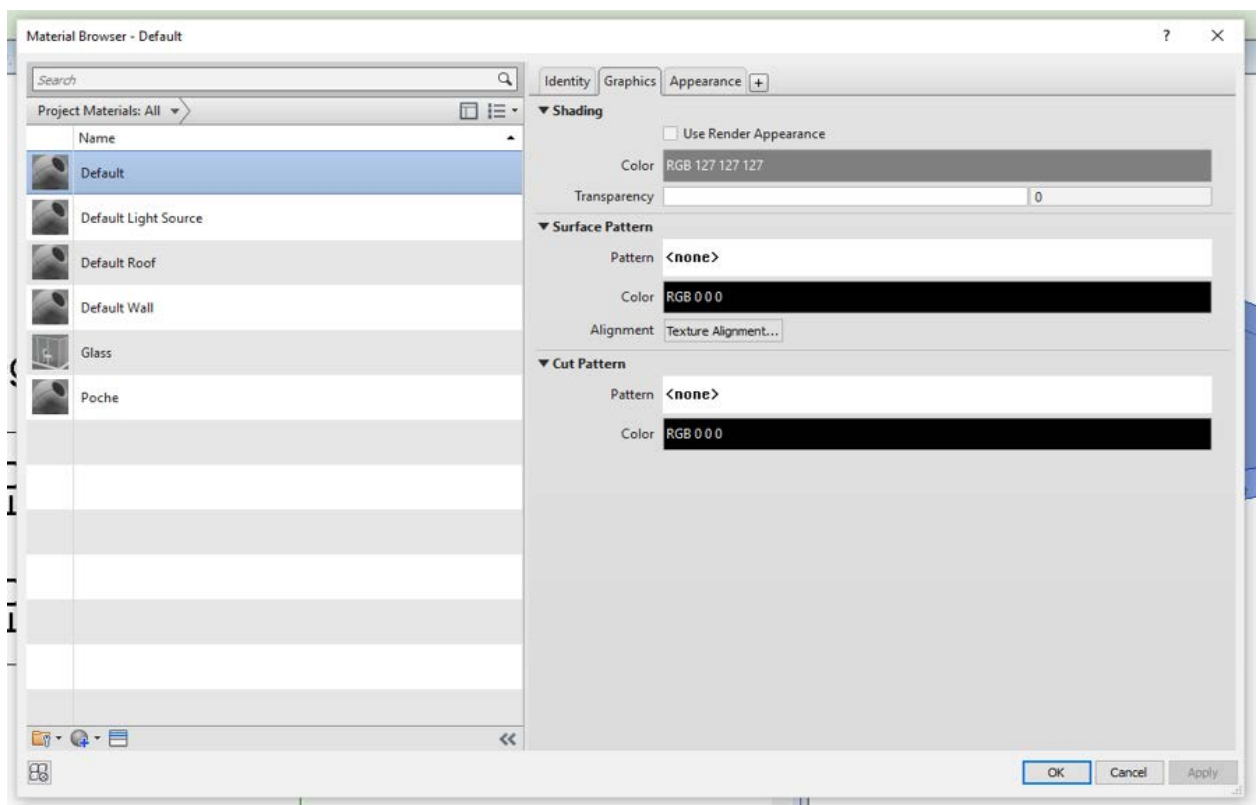 Material Browser - Default
?
Search
Project Materials: All
Name
Default
Default Light Source
Default Roof
Default Wall
Glass
Poche
Identity
Graphics
Appearance
+
Shading
Use Render Appearance
Color RGB 127 127 127
Transparency 0
Surface Pattern
Pattern <none>
Color RGB 0 0 0
Alignment Texture Alignment...
Cut Pattern
Pattern <none>
Color RGB 0 0 0
OK
Cancel
Apply